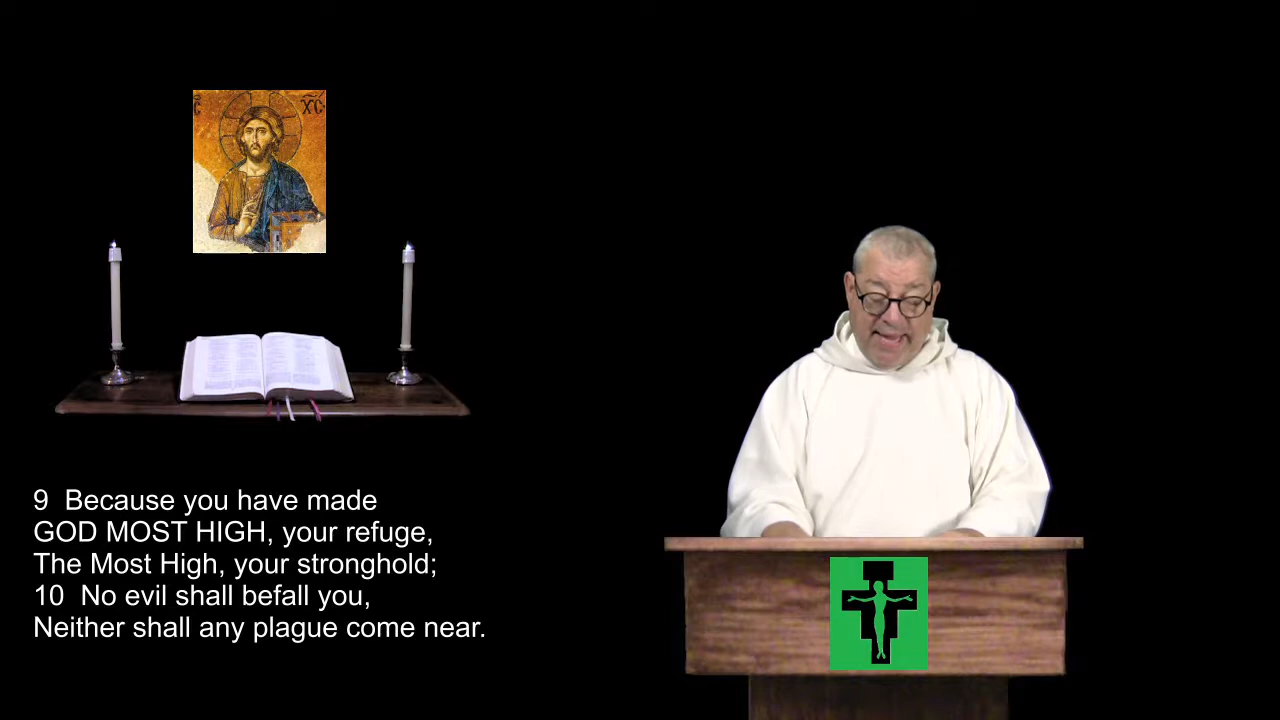 XC
9 Because you have made
GOD MOST HIGH, your refuge,
The Most High, your stronghold;
10 No evil shall befall you,
Neither shall any plague come near.